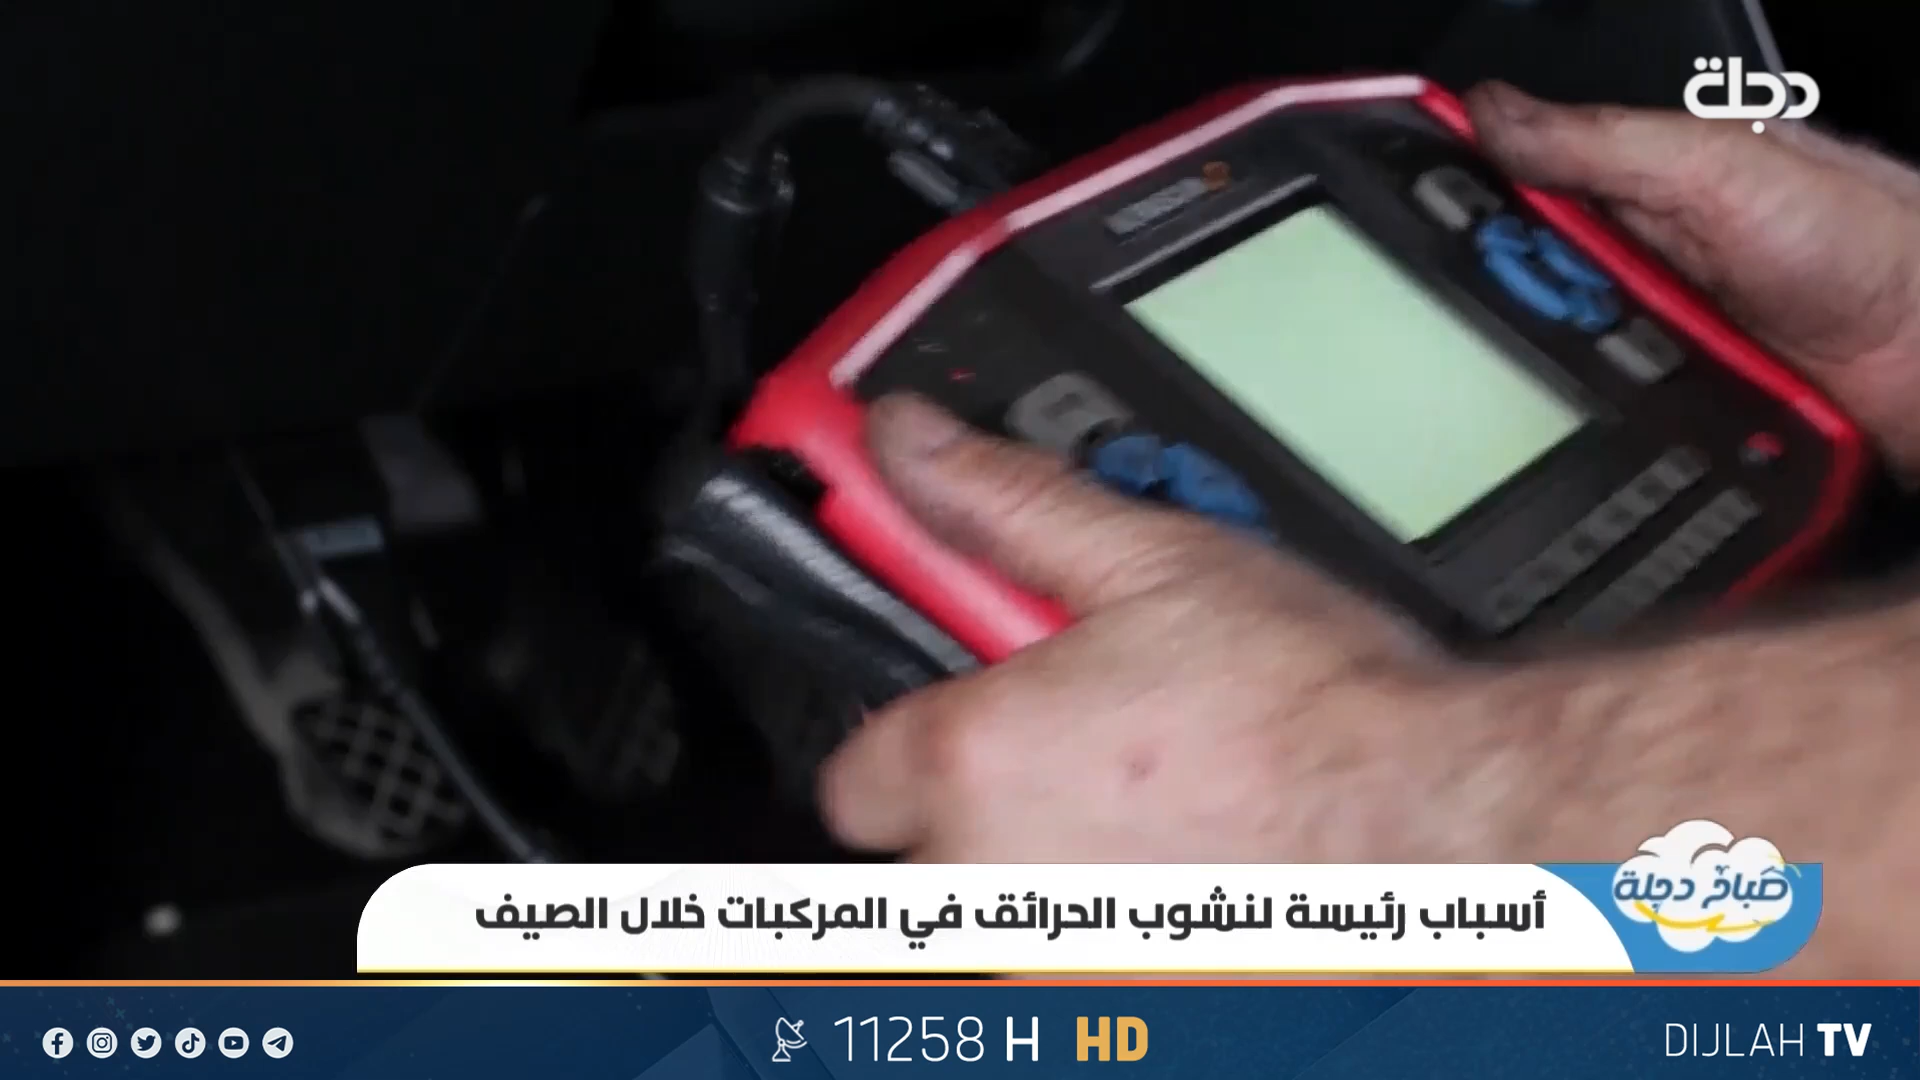 دجلة
أسباب رئيسة لنشوب الحرائق في المركبات خلال الصيف
صباح دجلة
11258 H HD
DIJLAH TV